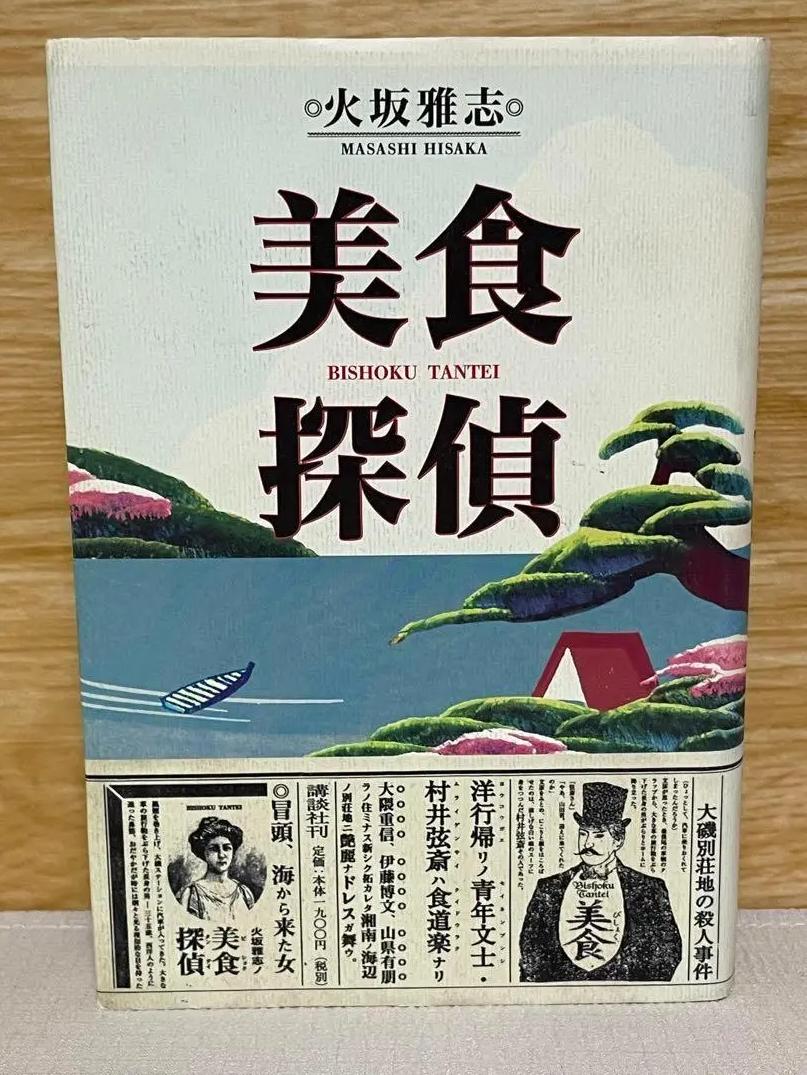 ◎火坂雅志◎
MASASHI HISAKA
美食
BISHOKU TANTEI
探偵
大磯別荘地の殺人事件
Bishoku
Tantei
びしょく
美食
洋行帰リノ青年文士・
村井弦斎ハ食道楽ナリ
大隈重信、伊藤博文、山県有朋
ラノ住ミナス新シク拓カレタ湘南ノ海辺
ノ別荘地ニ艶麗ナドレスガ舞ウ。
講談社刊 定価:本体一九〇〇円(税別)
◎冒頭、海から来た女
火坂雅志ノ
美食
探偵
BISHOKU TANTEI